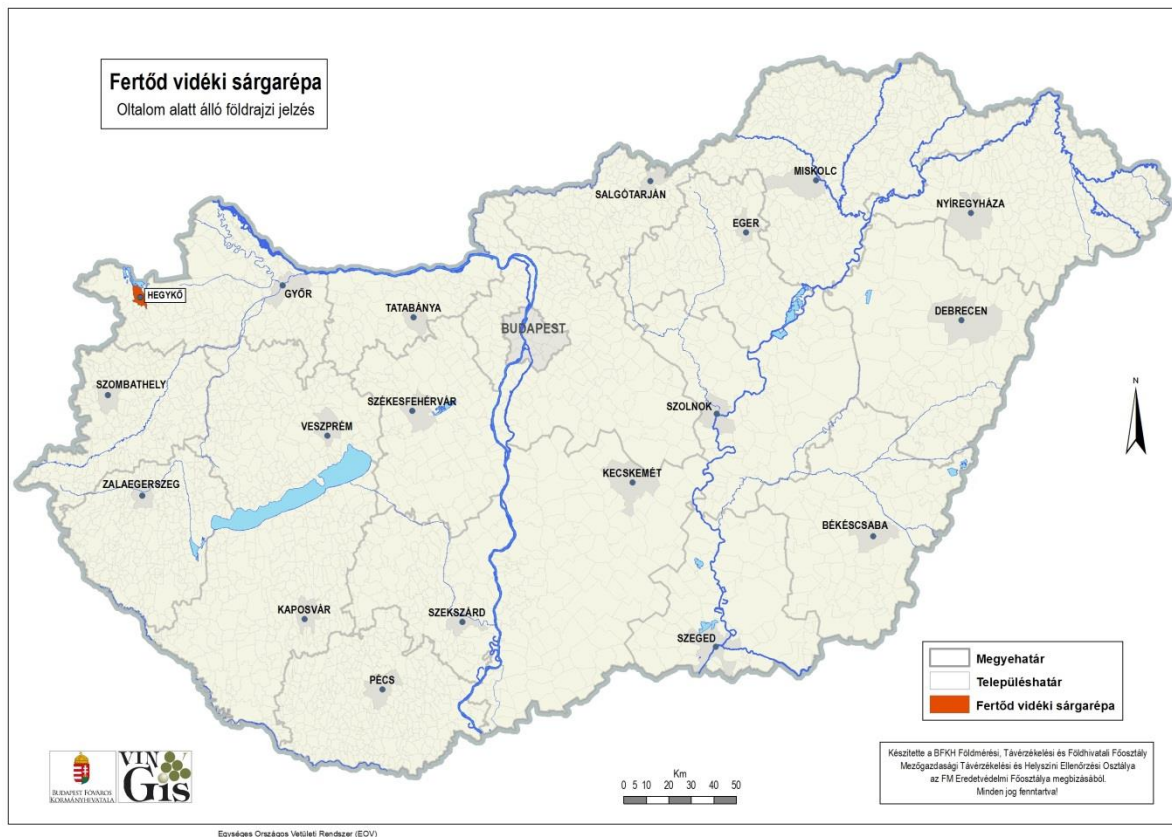 Fertőd vidéki sárgarépa
Oltalom alatt álló földrajzi jelzés
MISKOLC
SALGÓTARJÁN
NYÍREGYHÁZA
EGER
HEGYKŐ
GYŐR
TATABÁNYA
DEBRECEN
BUDAPEST
SZOMBATHELY
SZÉKESFEHÉRVÁR
SZOLNOK
VESZPRÉM
N
KECSKEMÉT
ZALAEGERSZEG
BÉKÉSCSABA
KAPOSVÁR
SZEKSZÁRD
SZEGED
PÉCS
Megyehatár
Településhatár
Fertőd vidéki sárgarépa
BUDAPEST FŐVÁROS
KORMÁNYHIVATALA
VIN
GIS
Km
0 5 10 20 30 40 50
Készítette a BFKH Földmérési, Távérzékelési és Földhivatali Főosztály
Mezőgazdasági Távérzékelési és Helyszíni Ellenőrzési Osztálya
az FM Eredetvédelmi Főosztálya megbízásából.
Minden jog fenntartva!
Egységes Országos Vetületi Rendszer (EOV)